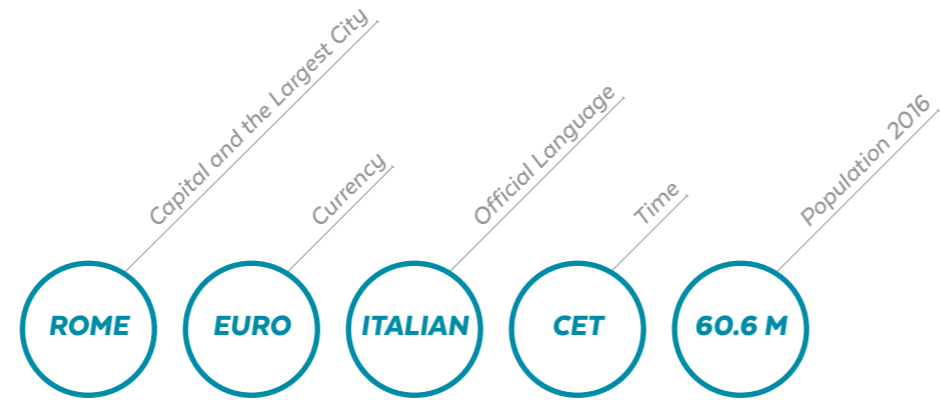 Capital and the Largest City
Currency
Official Language
Time
Population 2016
ROME
EURO
ITALIAN
CET
60.6 M